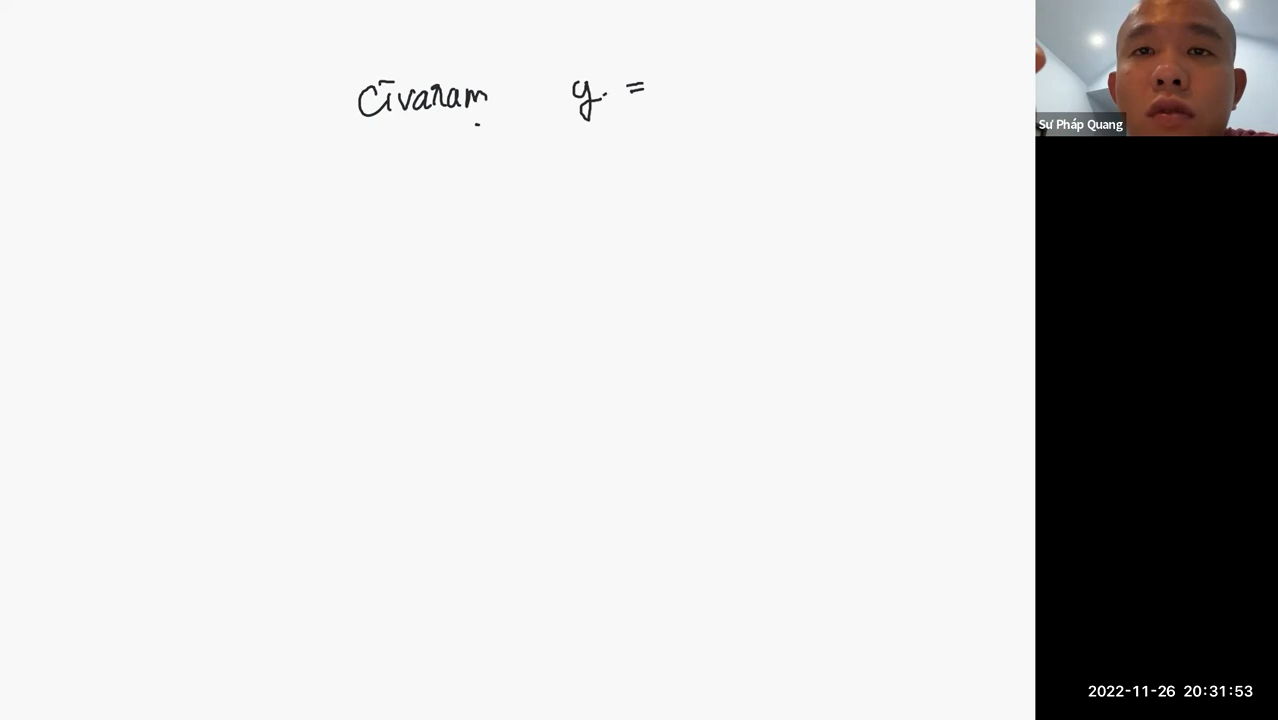 cīvaraṃ y. =
Sư Pháp Quang
2022-11-26 20:31:53